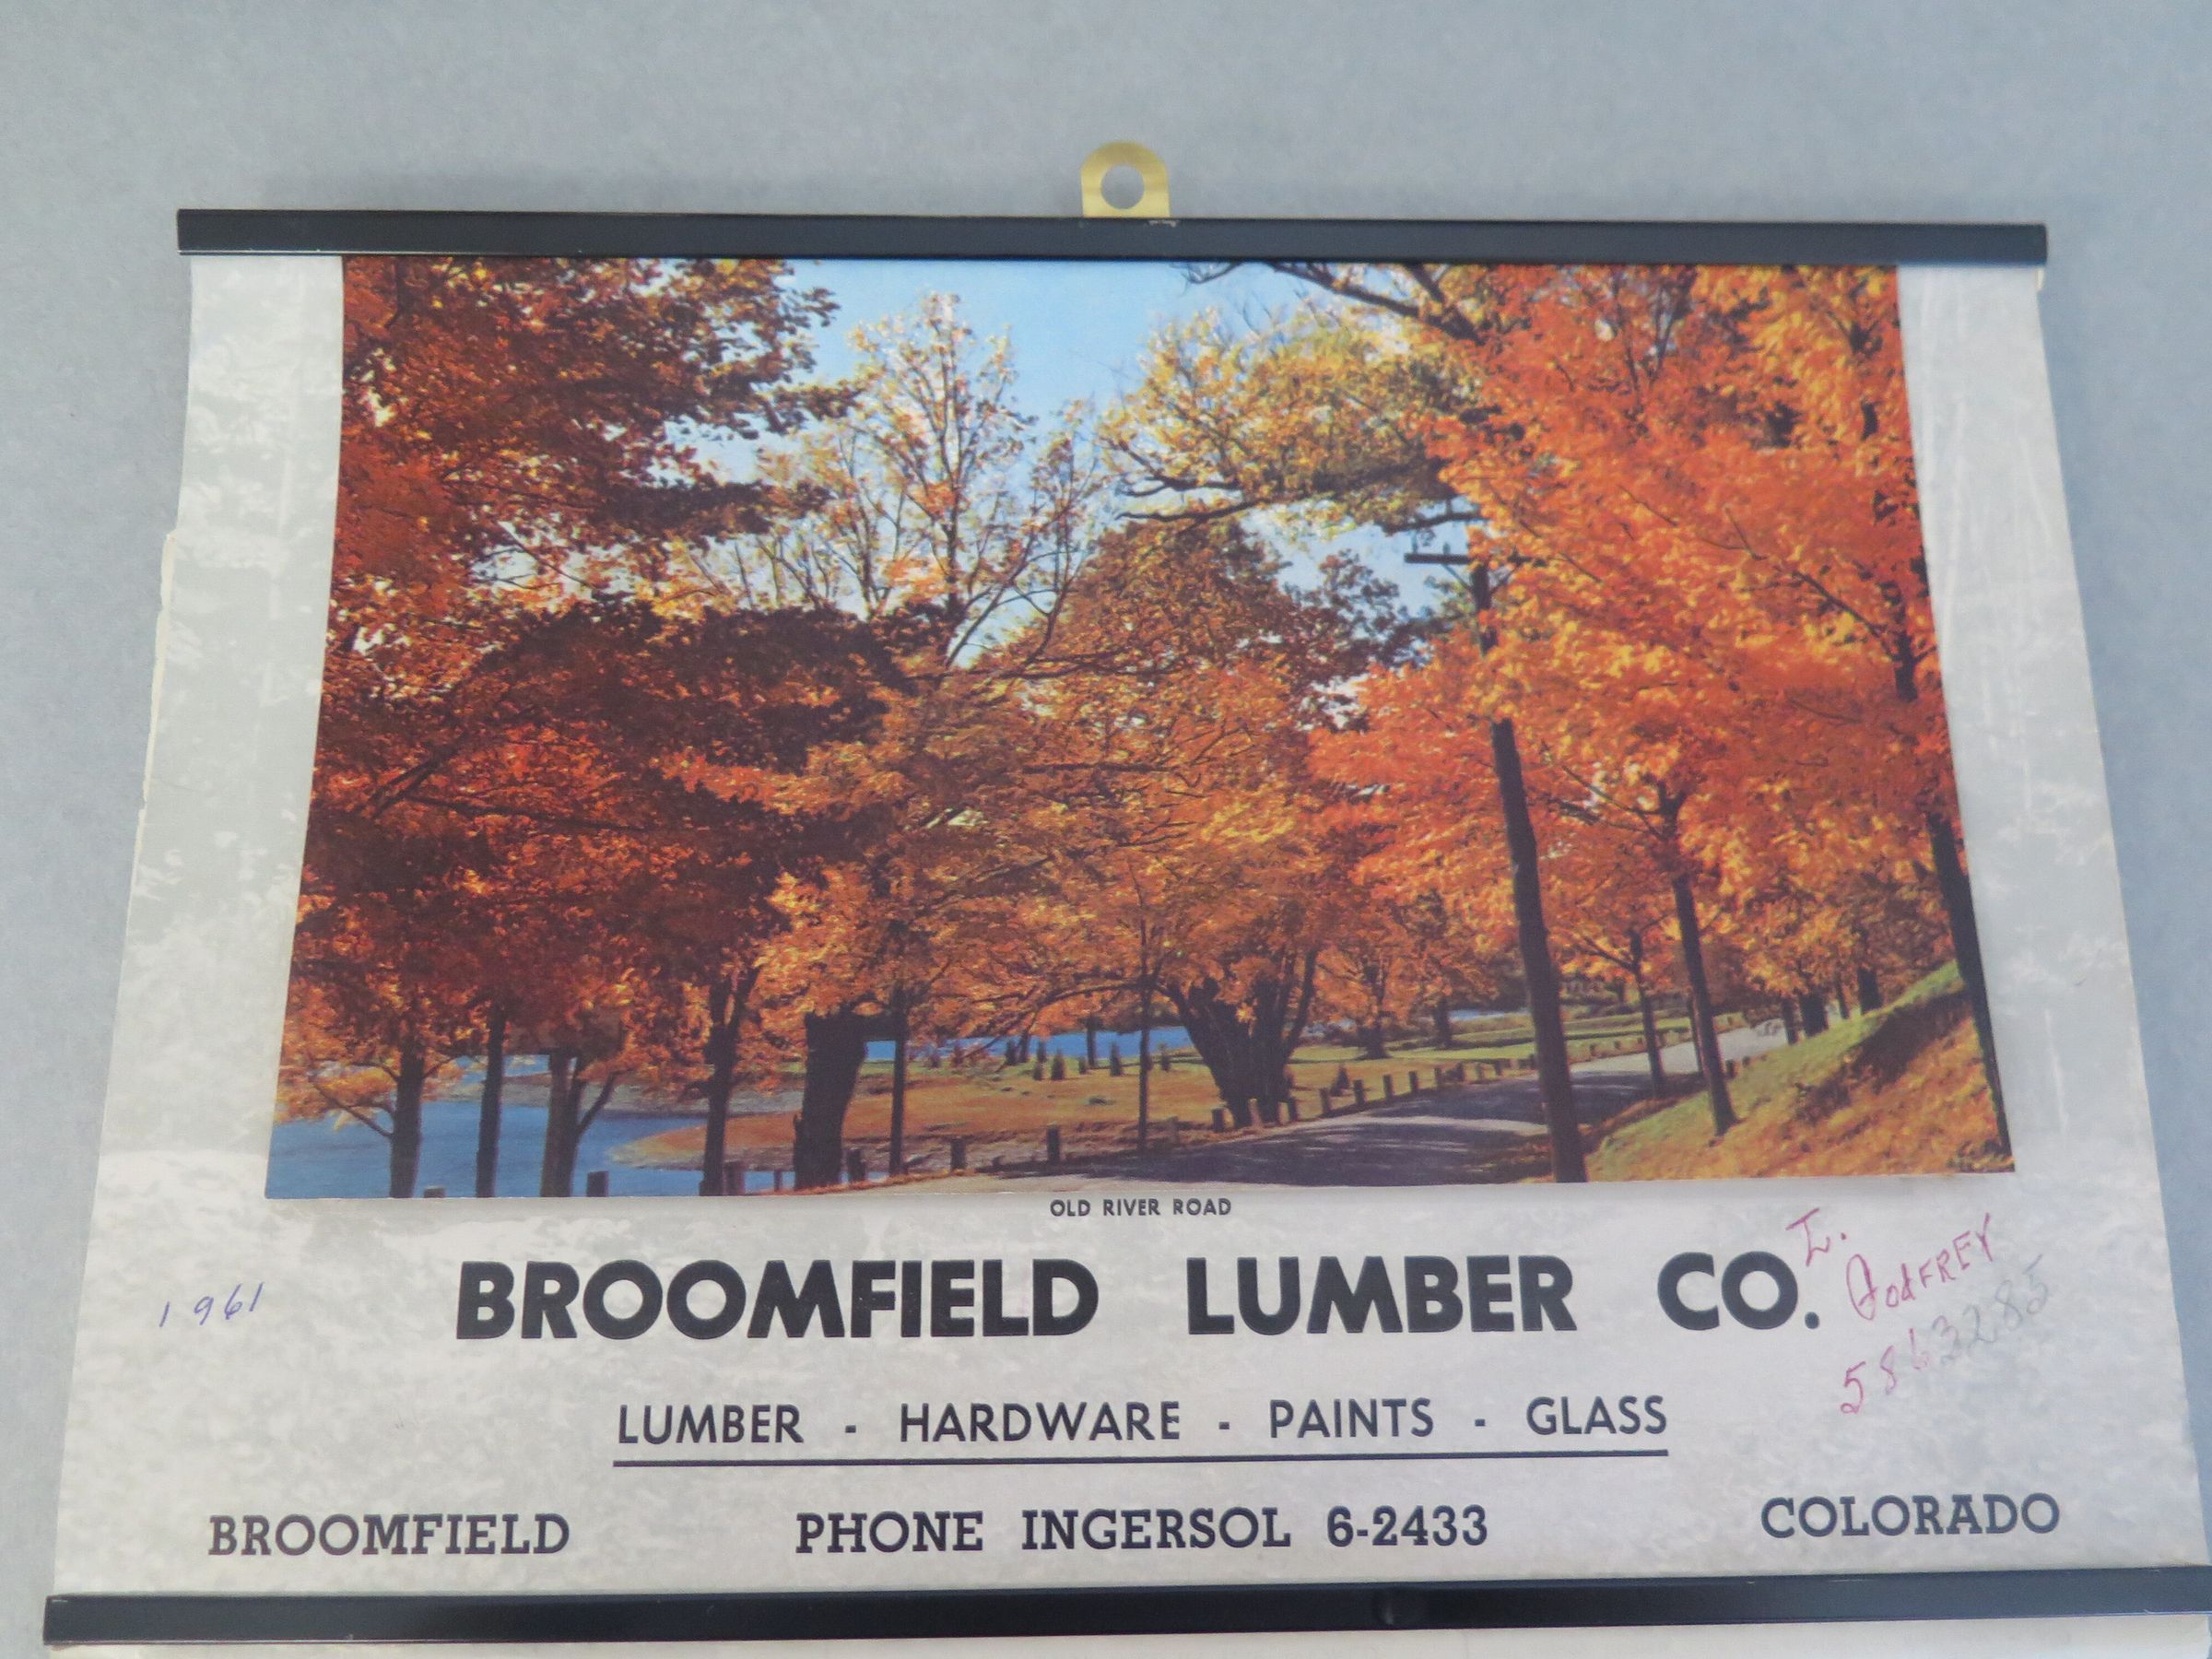 OLD RIVER ROAD
1961
BROOMFIELD LUMBER CO.
I.
GodFREY
5863285
LUMBER - HARDWARE - PAINTS - GLASS
BROOMFIELD PHONE INGERSOL 6-2433 COLORADO